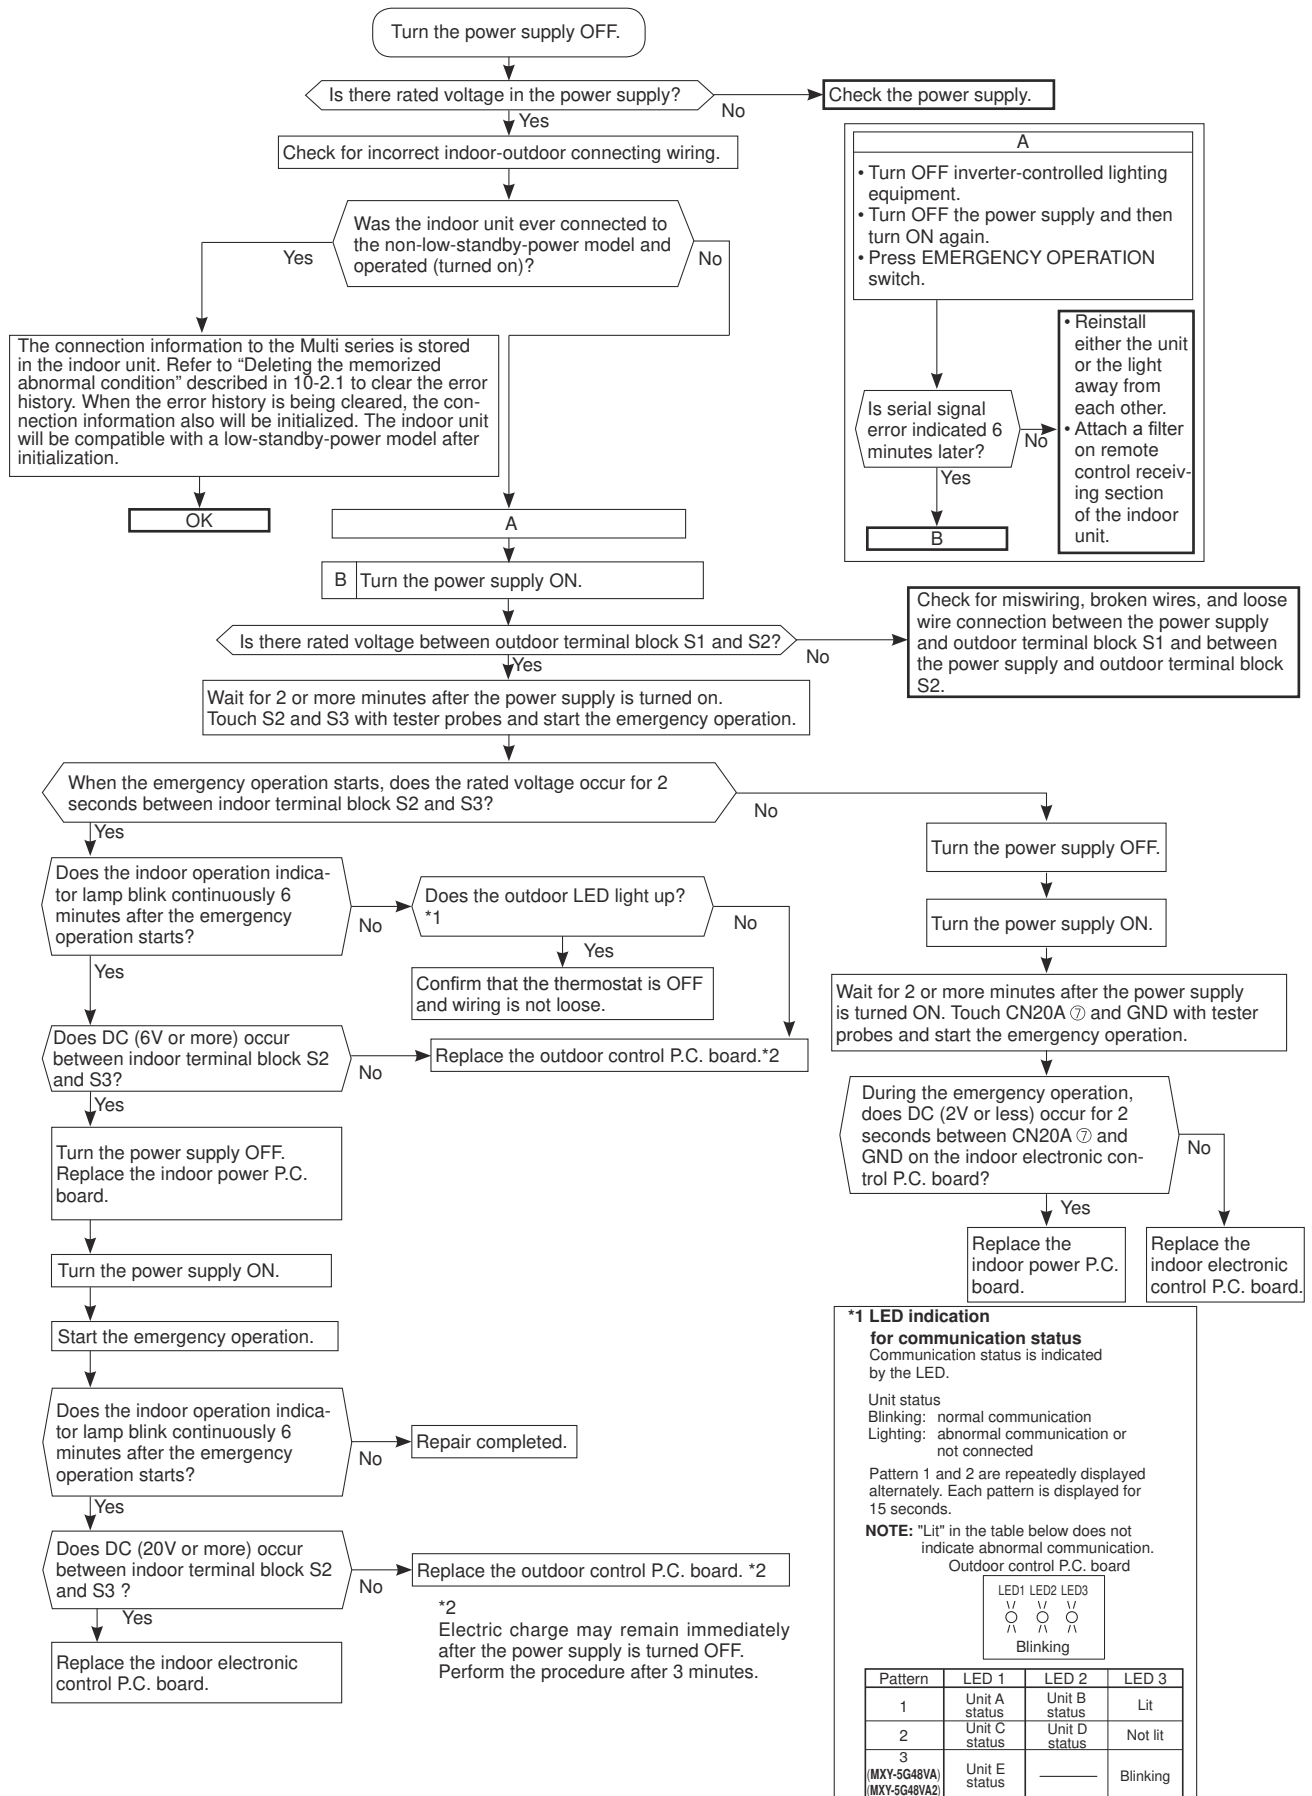 Turn the power supply OFF.
Is there rated voltage in the power supply?
No
Check the power supply.
Yes
Check for incorrect indoor-outdoor connecting wiring.
Was the indoor unit ever connected to
the non-low-standby-power model and
operated (turned on)?
Yes
No
The connection information to the Multi series is stored
in the indoor unit. Refer to “Deleting the memorized
abnormal condition” described in 10-2.1 to clear the error
history. When the error history is being cleared, the con-
nection information also will be initialized. The indoor unit
will be compatible with a low-standby-power model after
initialization.
OK
A
• Turn OFF inverter-controlled lighting
equipment.
• Turn OFF the power supply and then
turn ON again.
• Press EMERGENCY OPERATION
switch.
Is serial signal
error indicated 6
minutes later?
No
• Reinstall
either the unit
or the light
away from
each other.
• Attach a filter
on remote
control receiv-
ing section
of the indoor
unit.
Yes
B
A
B Turn the power supply ON.
Is there rated voltage between outdoor terminal block S1 and S2?
No
Check for miswiring, broken wires, and loose
wire connection between the power supply
and outdoor terminal block S1 and between
the power supply and outdoor terminal block
S2.
Yes
Wait for 2 or more minutes after the power supply is turned on.
Touch S2 and S3 with tester probes and start the emergency operation.
When the emergency operation starts, does the rated voltage occur for 2
seconds between indoor terminal block S2 and S3?
No
Yes
Does the indoor operation indica-
tor lamp blink continuously 6
minutes after the emergency
operation starts?
No
Does the outdoor LED light up?
*1
No
Yes
Confirm that the thermostat is OFF
and wiring is not loose.
Yes
Does DC (6V or more) occur
between indoor terminal block S2
and S3?
No
Replace the outdoor control P.C. board.*2
Yes
Turn the power supply OFF.
Replace the indoor power P.C.
board.
Turn the power supply ON.
Start the emergency operation.
Does the indoor operation indica-
tor lamp blink continuously 6
minutes after the emergency
operation starts?
No
Repair completed.
Yes
Does DC (20V or more) occur
between indoor terminal block S2
and S3 ?
No
Replace the outdoor control P.C. board. *2
Yes
Replace the indoor electronic
control P.C. board.
*2
Electric charge may remain immediately
after the power supply is turned OFF.
Perform the procedure after 3 minutes.
Turn the power supply OFF.
Turn the power supply ON.
Wait for 2 or more minutes after the power supply
is turned ON. Touch CN20A ⑦ and GND with tester
probes and start the emergency operation.
During the emergency operation,
does DC (2V or less) occur for 2
seconds between CN20A ⑦ and
GND on the indoor electronic con-
trol P.C. board?
No
Yes
Replace the
indoor power P.C.
board.
Replace the
indoor electronic
control P.C. board.
*1 LED indication
for communication status
Communication status is indicated
by the LED.
Unit status
Blinking: normal communication
Lighting: abnormal communication or
not connected
Pattern 1 and 2 are repeatedly displayed
alternately. Each pattern is displayed for
15 seconds.
NOTE: "Lit" in the table below does not
indicate abnormal communication.
Outdoor control P.C. board
LED1 LED2 LED3
Blinking
Pattern LED 1 LED 2 LED 3
1 Unit A status Unit B status Lit
2 Unit C status Unit D status Not lit
3 (MXY-5G48VA) (MXY-5G48VA2) Unit E status ——— Blinking